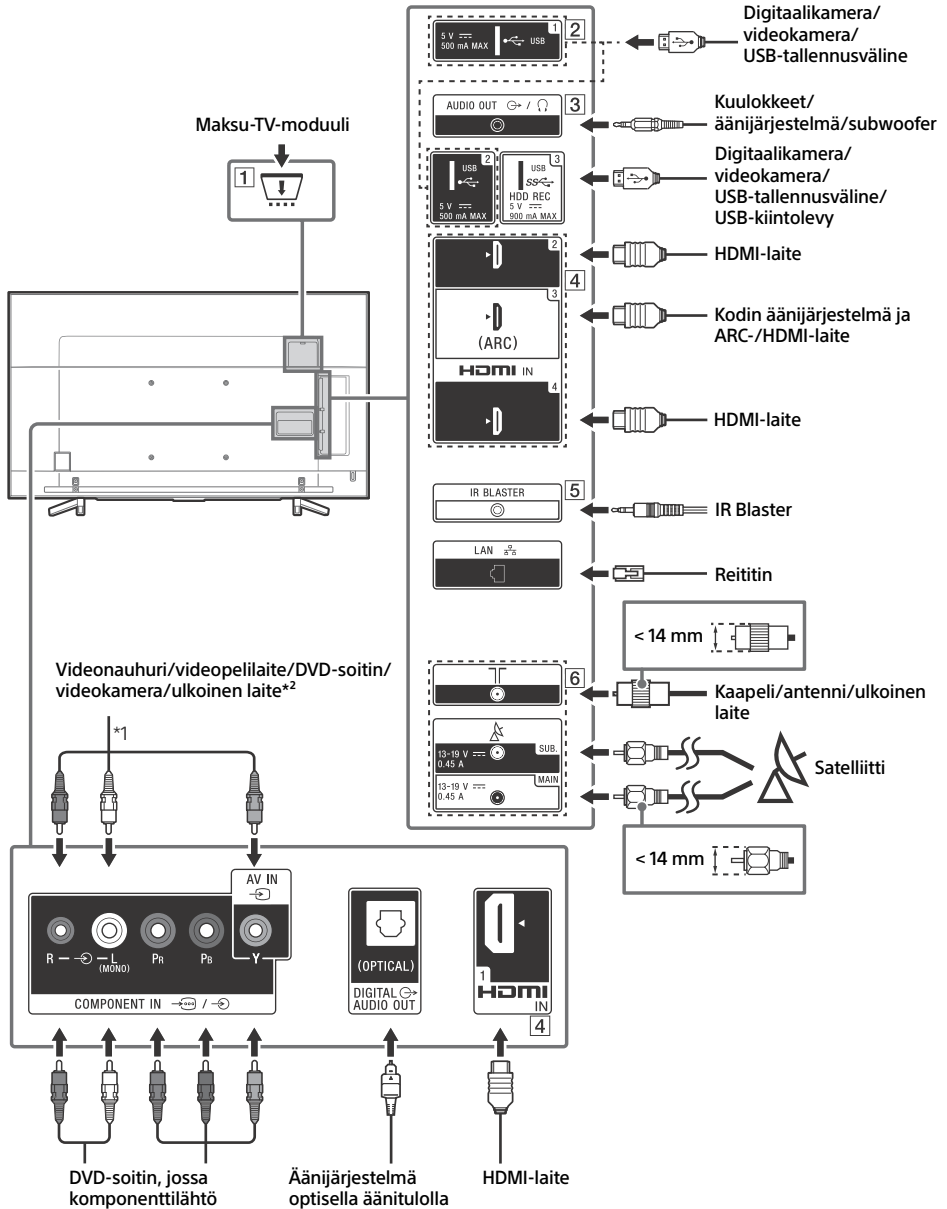 Maksu-TV-moduuli
1
5 V
500 mA MAX
USB
1
2
Digitaalikamera/
videokamera/
USB-tallennusväline
AUDIO OUT /
3
Kuulokkeet/
äänijärjestelmä/subwoofer
2
USB
5 V
500 mA MAX
3
USB
SS
HDD REC
5 V
900 mA MAX
Digitaalikamera/
videokamera/
USB-tallennusväline/
USB-kiintolevy
2
HDMI-laite
4
3
(ARC)
HDMI IN
Kodin äänijärjestelmä ja
ARC-/HDMI-laite
4
HDMI-laite
IR BLASTER
5
IR Blaster
LAN
Reititin
< 14 mm
6
Kaapeli/antenni/ulkoinen
laite
13-19 V
0.45 A
SUB.
13-19 V
0.45 A
MAIN
Satelliitti
< 14 mm
Videonauhuri/videopelilaite/DVD-soitin/
videokamera/ulkoinen laite*2
*1
AV IN
R — — L
(MONO)
PR
PB
Y
COMPONENT IN /
(OPTICAL)
DIGITAL
AUDIO OUT
1
HDMI
IN
4
DVD-soitin, jossa
komponenttilähtö
Äänijärjestelmä
optisella äänitulolla
HDMI-laite